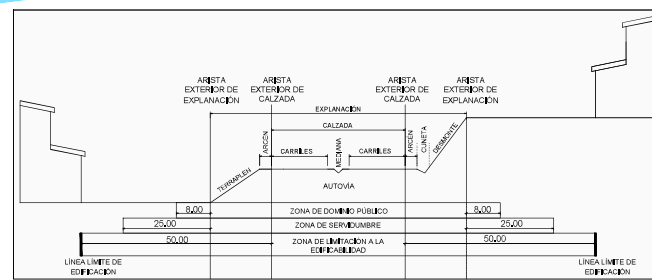 ARISTA
EXTERIOR DE
EXPLANACIÓN
ARISTA
EXTERIOR DE
CALZADA
ARISTA
EXTERIOR DE
CALZADA
ARISTA
EXTERIOR DE
EXPLANACIÓN
EXPLANACIÓN
CALZADA
ARCÉN
CARRILES
MEDIANA
CARRILES
ARCÉN
CUNETA
DESMONTE
TERRAPLEN
AUTOVÍA
8.00
ZONA DE DOMINIO PÚBLICO
8.00
25.00
ZONA DE SERVIDUMBRE
25.00
50.00
ZONA DE LIMITACIÓN A LA
EDIFICABILIDAD
50.00
LÍNEA LÍMITE DE
EDIFICACIÓN
LÍNEA LÍMITE DE
EDIFICACIÓN